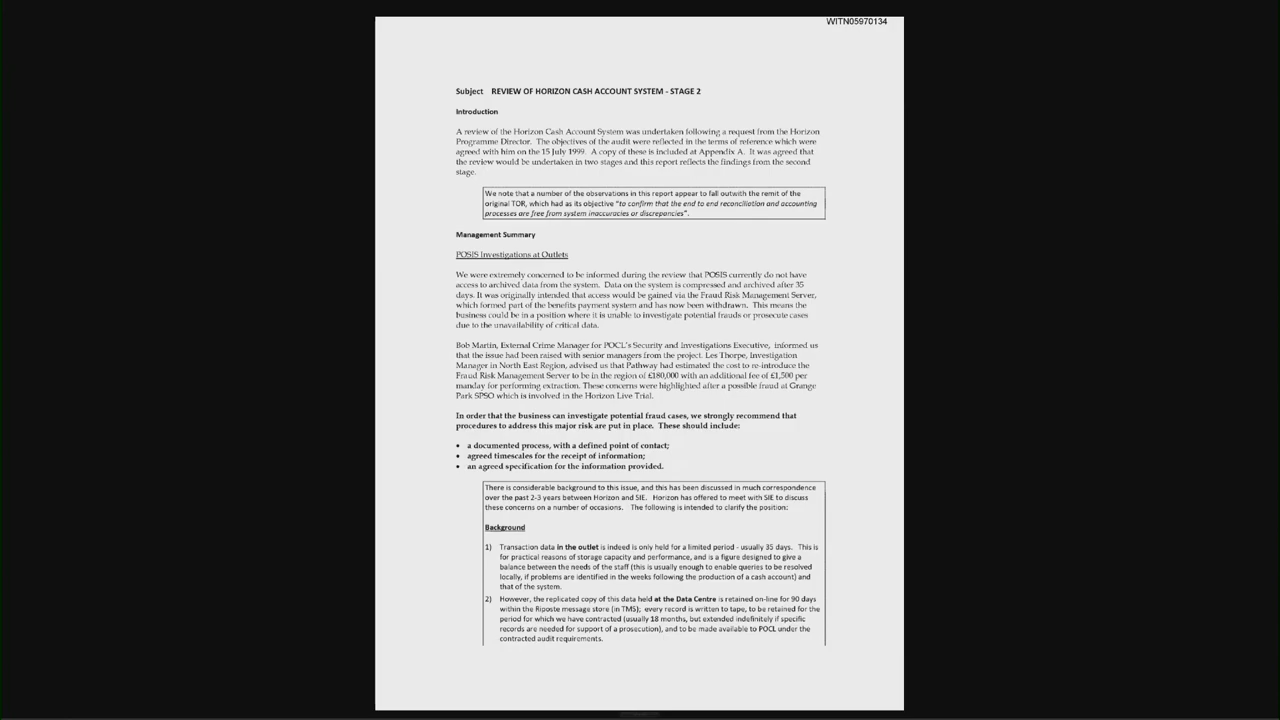 WITN05970134
Subject REVIEW OF HORIZON CASH ACCOUNT SYSTEM - STAGE 2
Introduction
A review of the Horizon Cash Account System was undertaken following a request from the Horizon
Programme Director. The objectives of the audit were reflected in the terms of reference which were
agreed with him on the 15 July 1999. A copy of these is included at Appendix A. It was agreed that
the review would be undertaken in two stages and this report reflects the findings from the second
stage.
We note that a number of the observations in this report appear to fall outwith the remit of the
original TOR, which had as its objective "to confirm that the end to end reconciliation and accounting
processes are free from system inaccuracies or discrepancies".
Management Summary
POSIS Investigations at Outlets
We were extremely concerned to be informed during the review that POSIS currently do not have
access to archived data from the system. Data on the system is compressed and archived after 35
days. It was originally intended that access would be gained via the Fraud Risk Management Server,
which formed part of the benefits payment system and has now been withdrawn. This means the
business could be in a position where it is unable to investigate potential frauds or prosecute cases
due to the unavailability of critical data.
Bob Martin, External Crime Manager for POCL's Security and Investigations Executive, informed us
that the issue had been raised with senior managers from the project. Les Thorpe, Investigation
Manager in North East Region, advised us that Pathway had estimated the cost to re-introduce the
Fraud Risk Management Server to be in the region of £180,000 with an additional fee of £1,500 per
manday for performing extraction. These concerns were highlighted after a possible fraud at Grange
Park SPSO which is involved in the Horizon Live Trial.
In order that the business can investigate potential fraud cases, we strongly recommend that
procedures to address this major risk are put in place. These should include:
• a documented process, with a defined point of contact;
• agreed timescales for the receipt of information;
• an agreed specification for the information provided.
There is considerable background to this issue, and this has been discussed in much correspondence
over the past 2-3 years between Horizon and SIE. Horizon has offered to meet with SIE to discuss
these concerns on a number of occasions. The following is intended to clarify the position:
Background
1) Transaction data in the outlet is indeed is only held for a limited period - usually 35 days. This is
for practical reasons of storage capacity and performance, and is a figure designed to give a
balance between the needs of the staff (this is usually enough to enable queries to be resolved
locally, if problems are identified in the weeks following the production of a cash account) and
that of the system.
2) However, the replicated copy of this data held at the Data Centre is retained on-line for 90 days
within the Riposte message store (in TMS); every record is written to tape, to be retained for the
period for which we have contracted (usually 18 months, but extended indefinitely if specific
records are needed for support of a prosecution), and to be made available to POCL under the
contracted audit requirements.